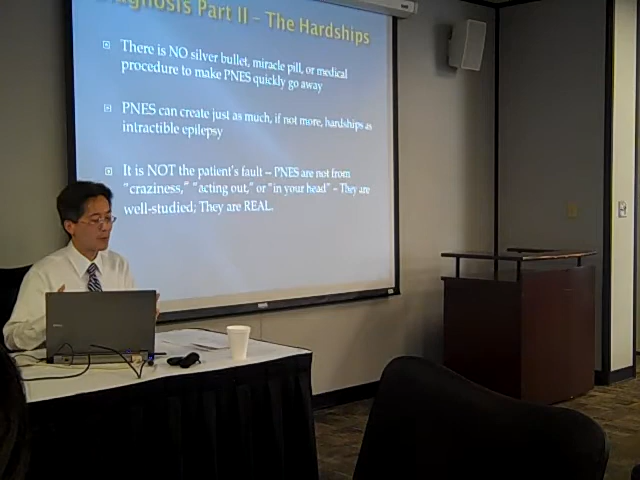 Diagnosis Part II – The Hardships
There is NO silver bullet, miracle pill, or medical
procedure to make PNES quickly go away
PNES can create just as much, if not more, hardships as
intractible epilepsy
It is NOT the patient's fault – PNES are not from
"craziness," "acting out," or "in your head" – They are
well-studied; They are REAL.